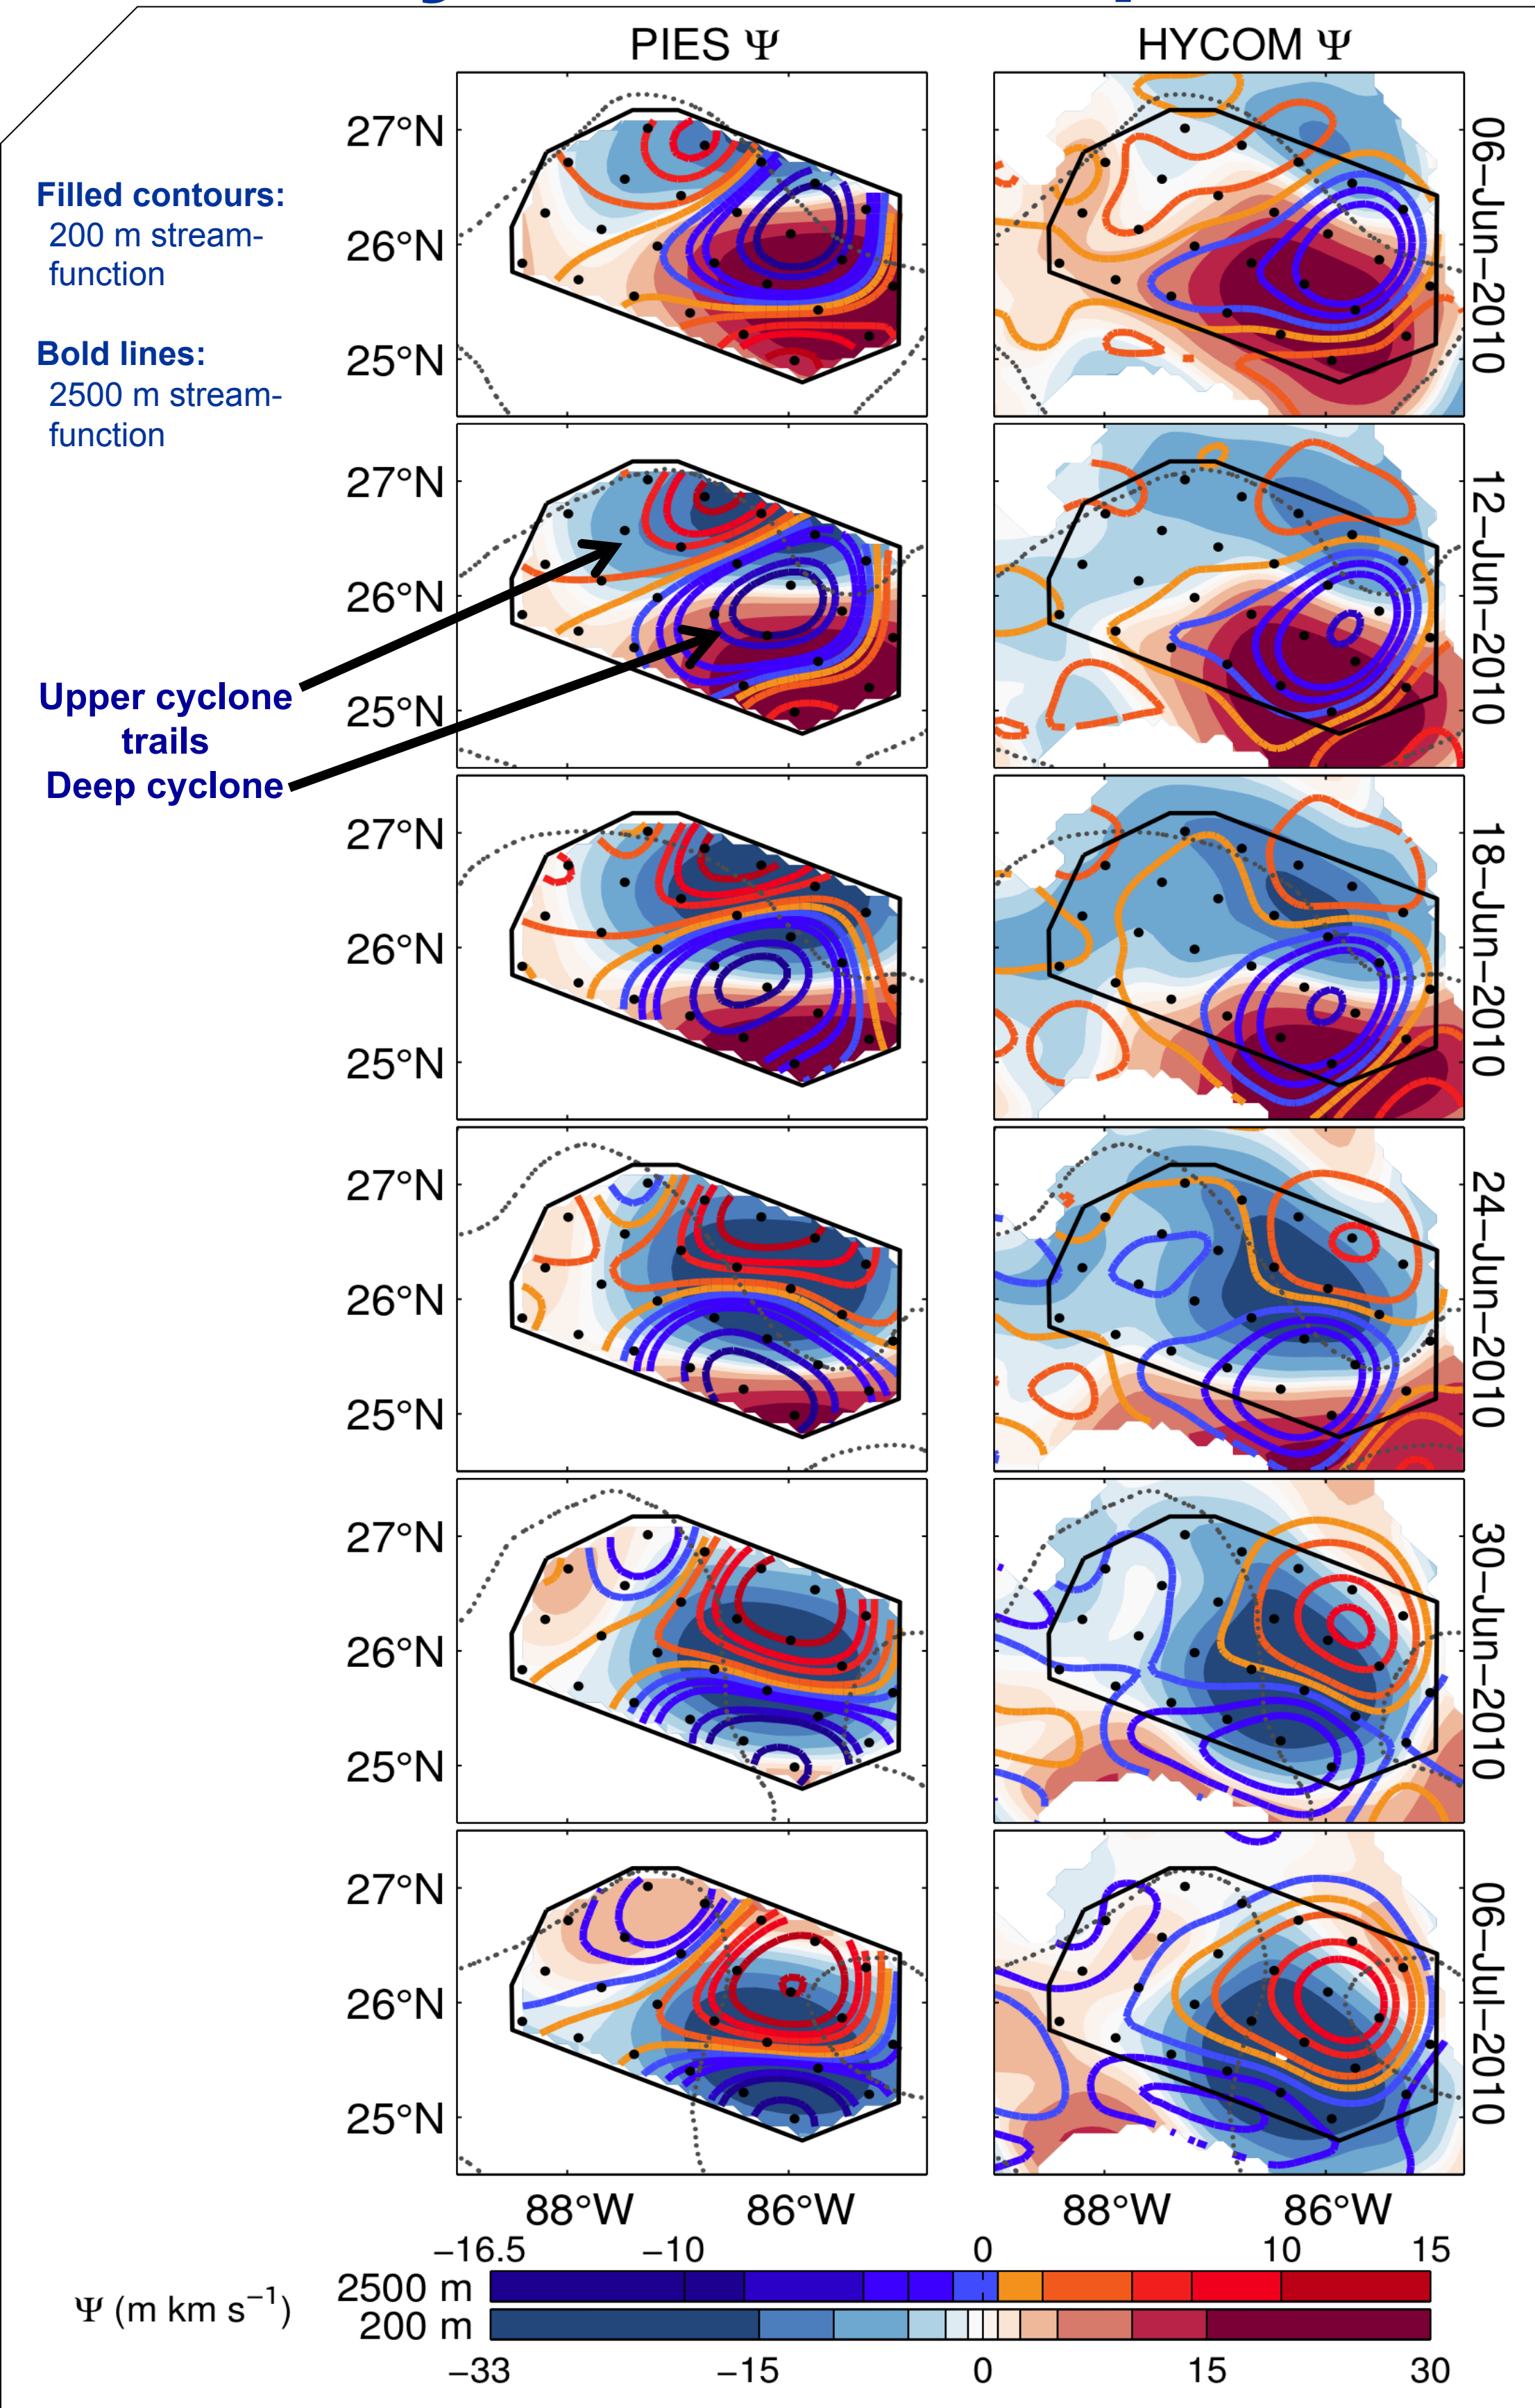 PIES Ψ
HYCOM Ψ
Filled contours:
200 m stream-
function
Bold lines:
2500 m stream-
function
27°N
26°N
25°N
06–Jun–2010
27°N
26°N
25°N
12–Jun–2010
Upper cyclone
trails
Deep cyclone
27°N
26°N
25°N
18–Jun–2010
27°N
26°N
25°N
24–Jun–2010
27°N
26°N
25°N
30–Jun–2010
27°N
26°N
25°N
06–Jul–2010
88°W 86°W 88°W 86°W
−16.5 −10 0 10 15
2500 m
Ψ (m km s⁻¹)
200 m
−33 −15 0 15 30